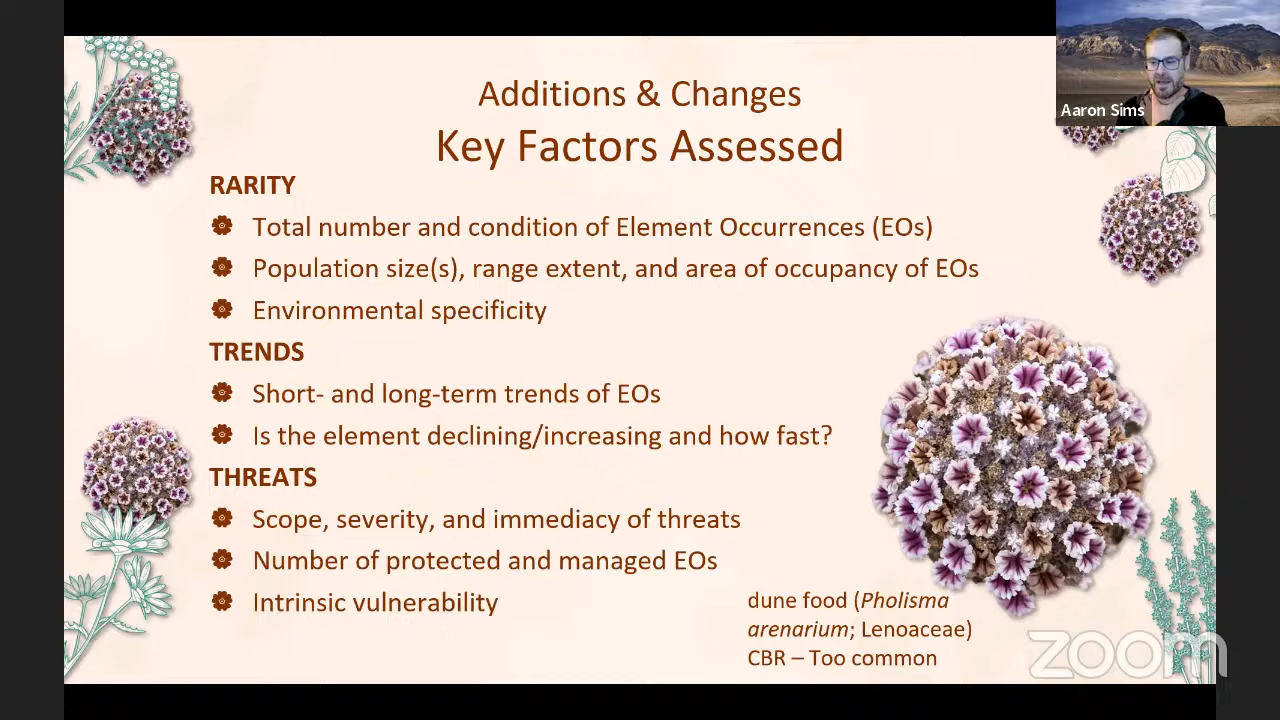 Additions & Changes
Key Factors Assessed
Aaron Sims
RARITY
Total number and condition of Element Occurrences (EOs)
Population size(s), range extent, and area of occupancy of EOs
Environmental specificity
TRENDS
Short- and long-term trends of EOs
Is the element declining/increasing and how fast?
THREATS
Scope, severity, and immediacy of threats
Number of protected and managed EOs
Intrinsic vulnerability
dune food (Pholisma
arenarium; Lenoaceae)
CBR – Too common
zoom